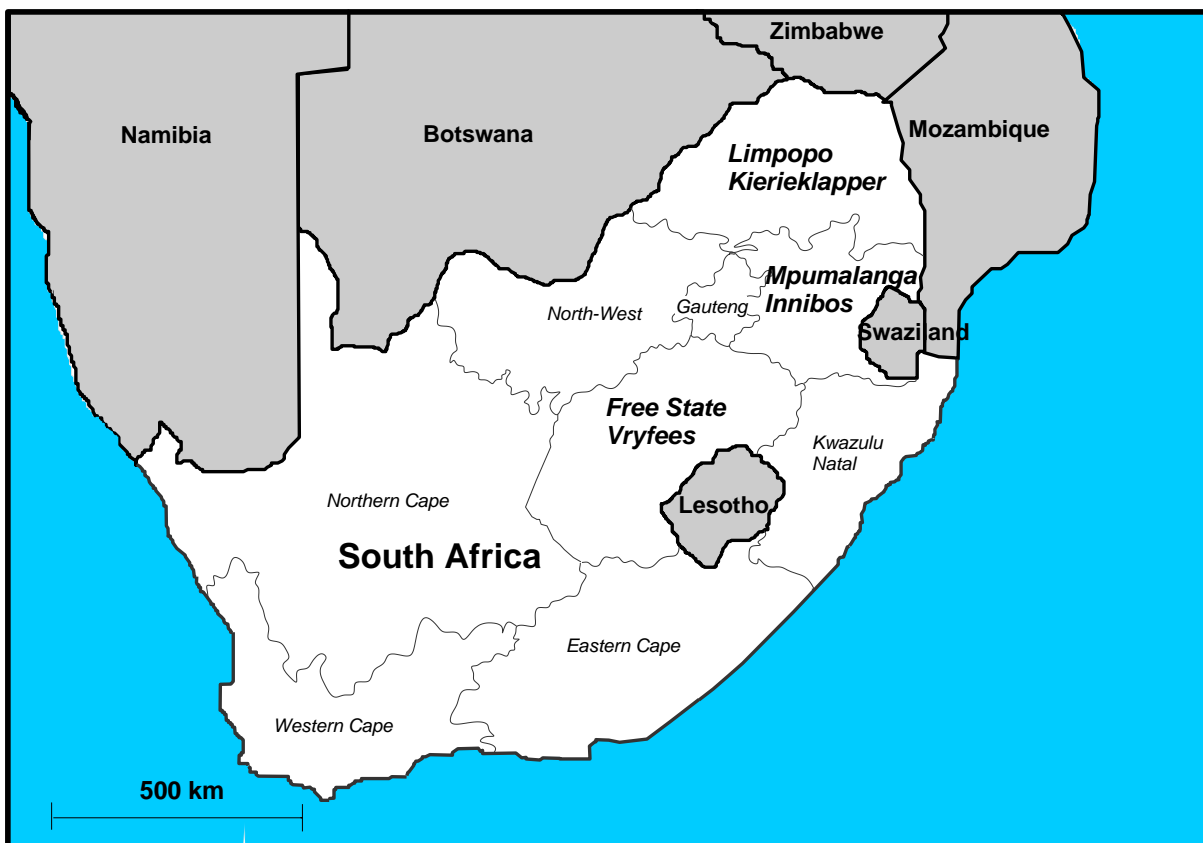 Zimbabwe
Namibia
Botswana
Mozambique
Limpopo
Kierieklapper
Mpumalanga
Innibos
North-West
Gauteng
Swaziland
Free State
Vryfees
Kwazulu
Natal
Northern Cape
Lesotho
South Africa
Eastern Cape
Western Cape
500 km